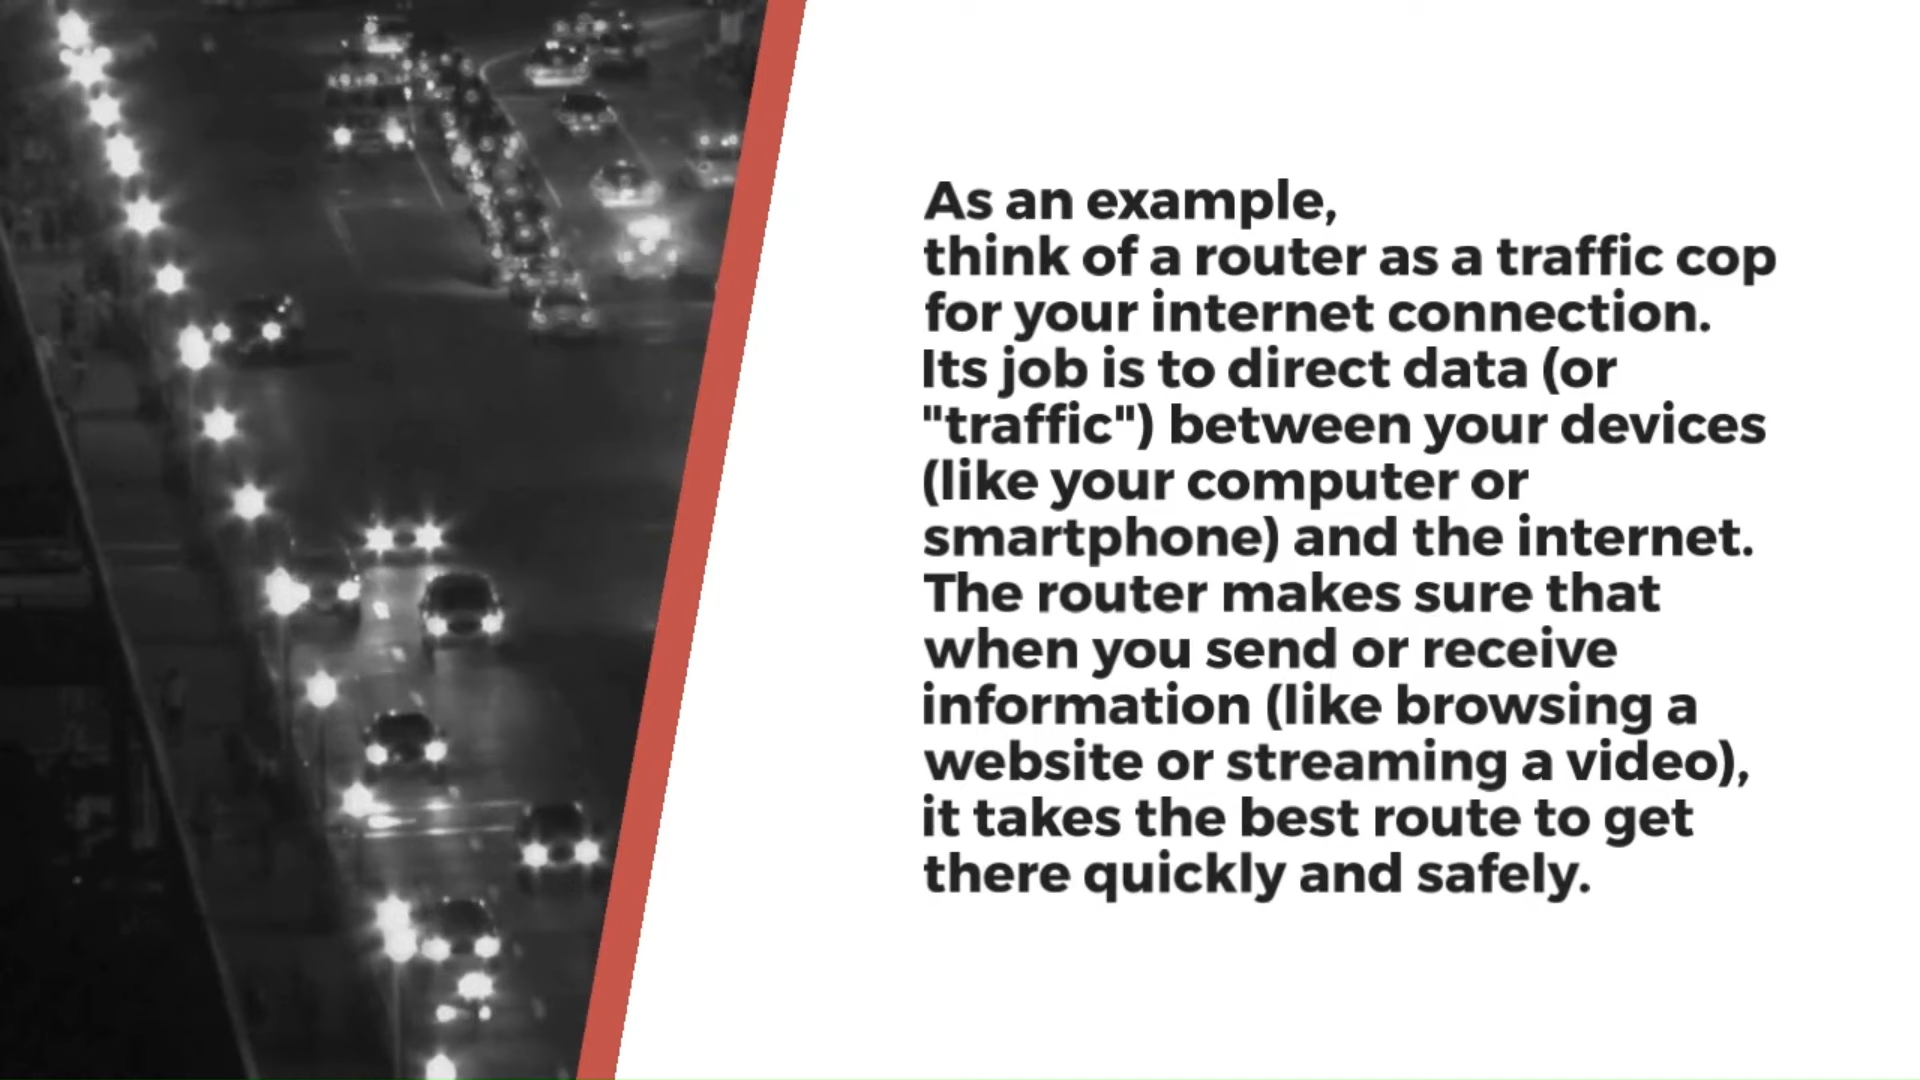 As an example,
think of a router as a traffic cop
for your internet connection.
Its job is to direct data (or
"traffic") between your devices
(like your computer or
smartphone) and the internet.
The router makes sure that
when you send or receive
information (like browsing a
website or streaming a video),
it takes the best route to get
there quickly and safely.